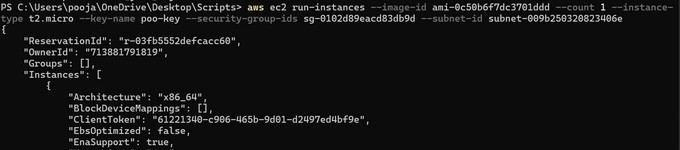 PS C:\Users\pooja\OneDrive\Desktop\Scripts> aws ec2 run-instances --image-id ami-0c50b6f7dc3701ddd --count 1 --instance-
type t2.micro --key-name poo-key --security-group-ids sg-0102d89eacd83db9d --subnet-id subnet-009b250320823406e
{
    "ReservationId": "r-03fb5552defcacc60",
    "OwnerId": "713881791819",
    "Groups": [],
    "Instances": [
        {
            "Architecture": "x86_64",
            "BlockDeviceMappings": [],
            "ClientToken": "61221340-c906-465b-9d01-d2497ed4bf9e",
            "EbsOptimized": false,
            "EnaSupport": true,